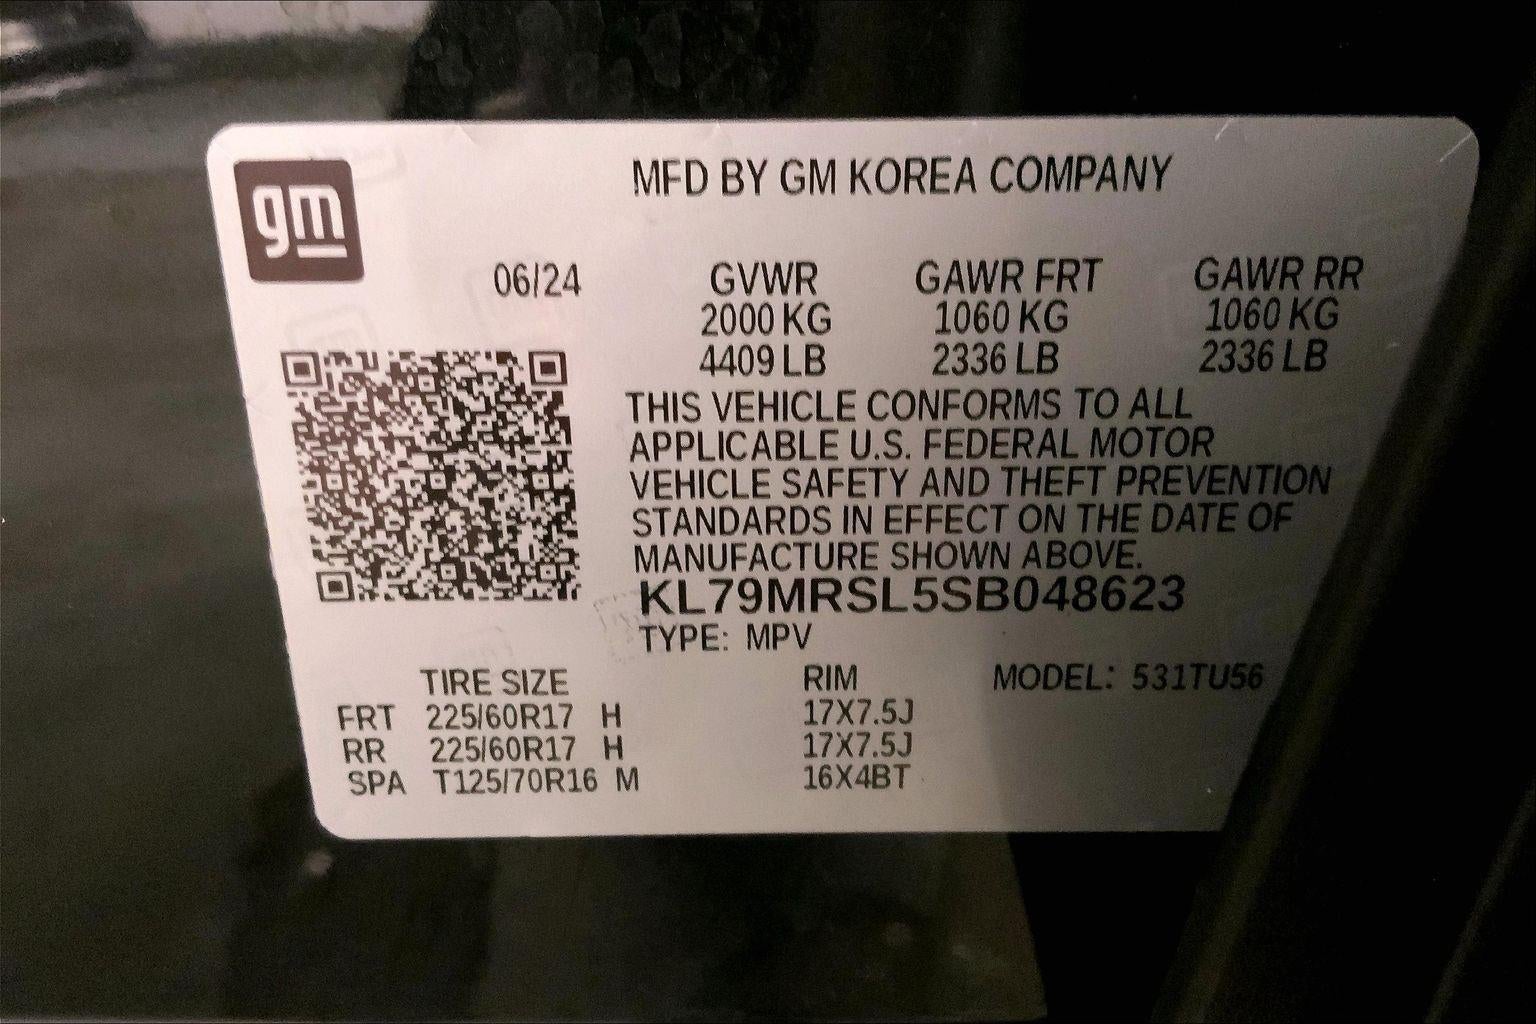 gm
MFD BY GM KOREA COMPANY
06/24 GVWR GAWR FRT GAWR RR
2000 KG 1060 KG 1060 KG
4409 LB 2336 LB 2336 LB
THIS VEHICLE CONFORMS TO ALL
APPLICABLE U.S. FEDERAL MOTOR
VEHICLE SAFETY AND THEFT PREVENTION
STANDARDS IN EFFECT ON THE DATE OF
MANUFACTURE SHOWN ABOVE.
KL79MRSL5SB048623
TYPE: MPV
TIRE SIZE RIM MODEL: 531TU56
FRT 225/60R17 H 17X7.5J
RR 225/60R17 H 17X7.5J
SPA T125/70R16 M 16X4BT